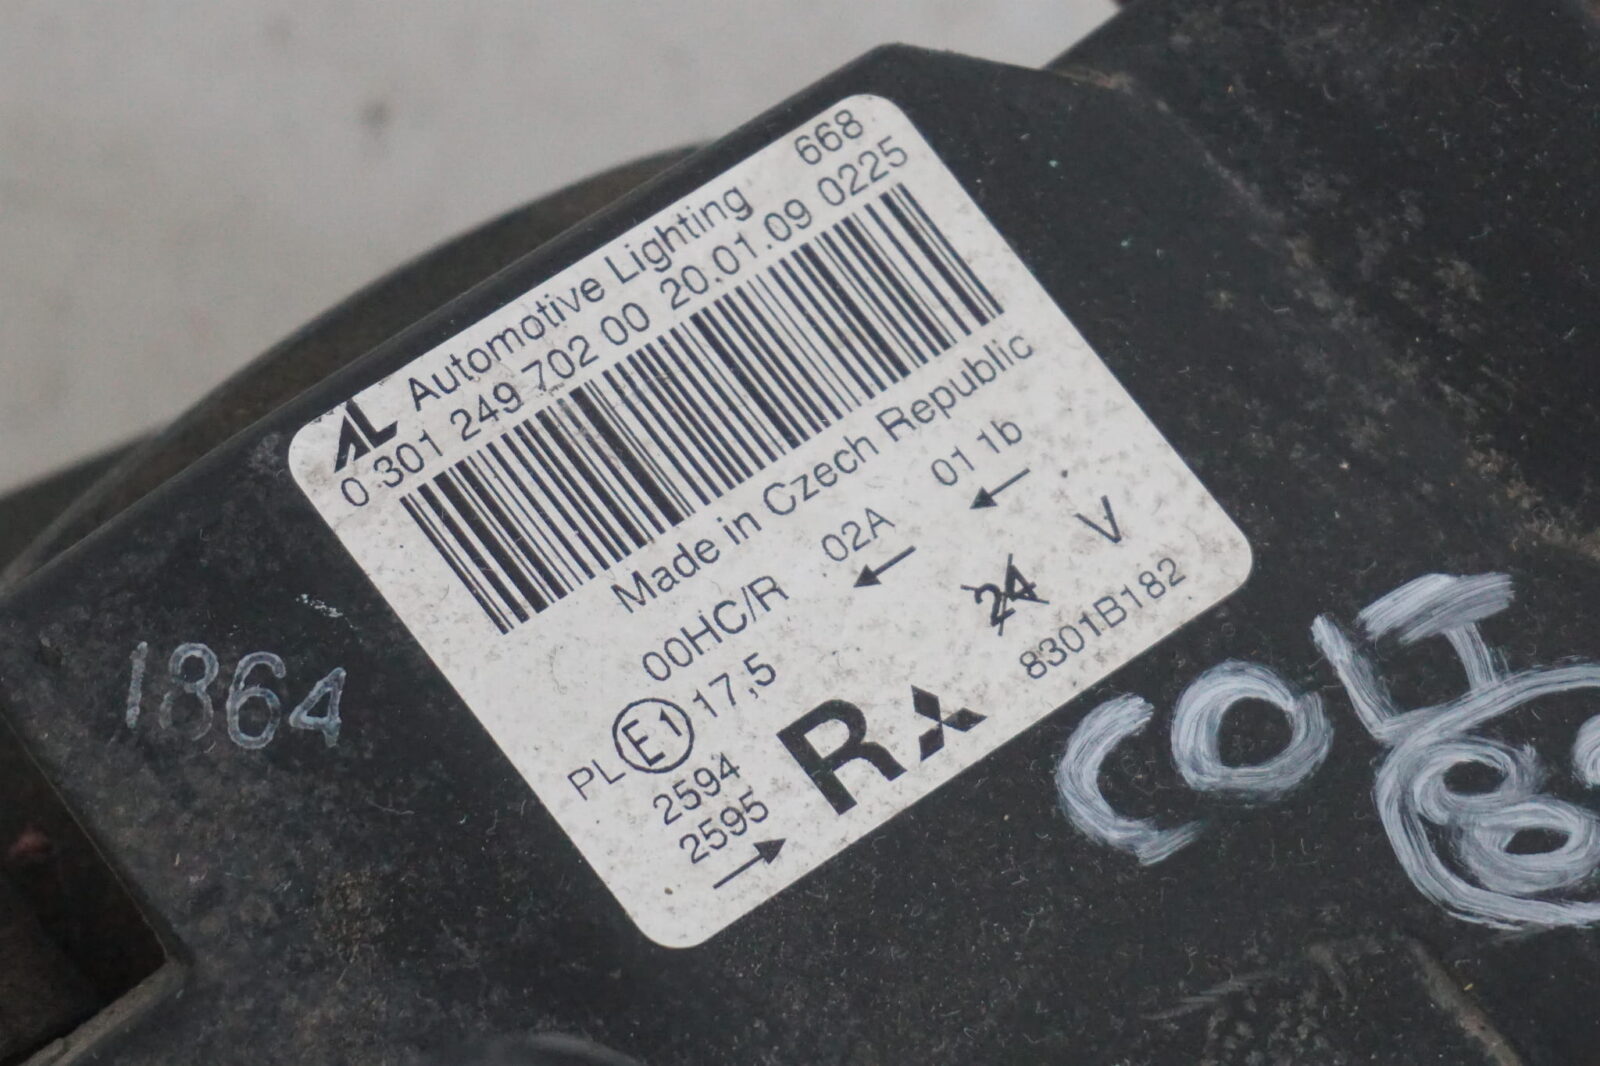 668
AL Automotive Lighting
0 301 249 702 00 20.01.09 0225
Made in Czech Republic
00HC/R 02A 01 1b
PL E1 17,5 24 V
2594
2595
R 8301B182
1864
COLT